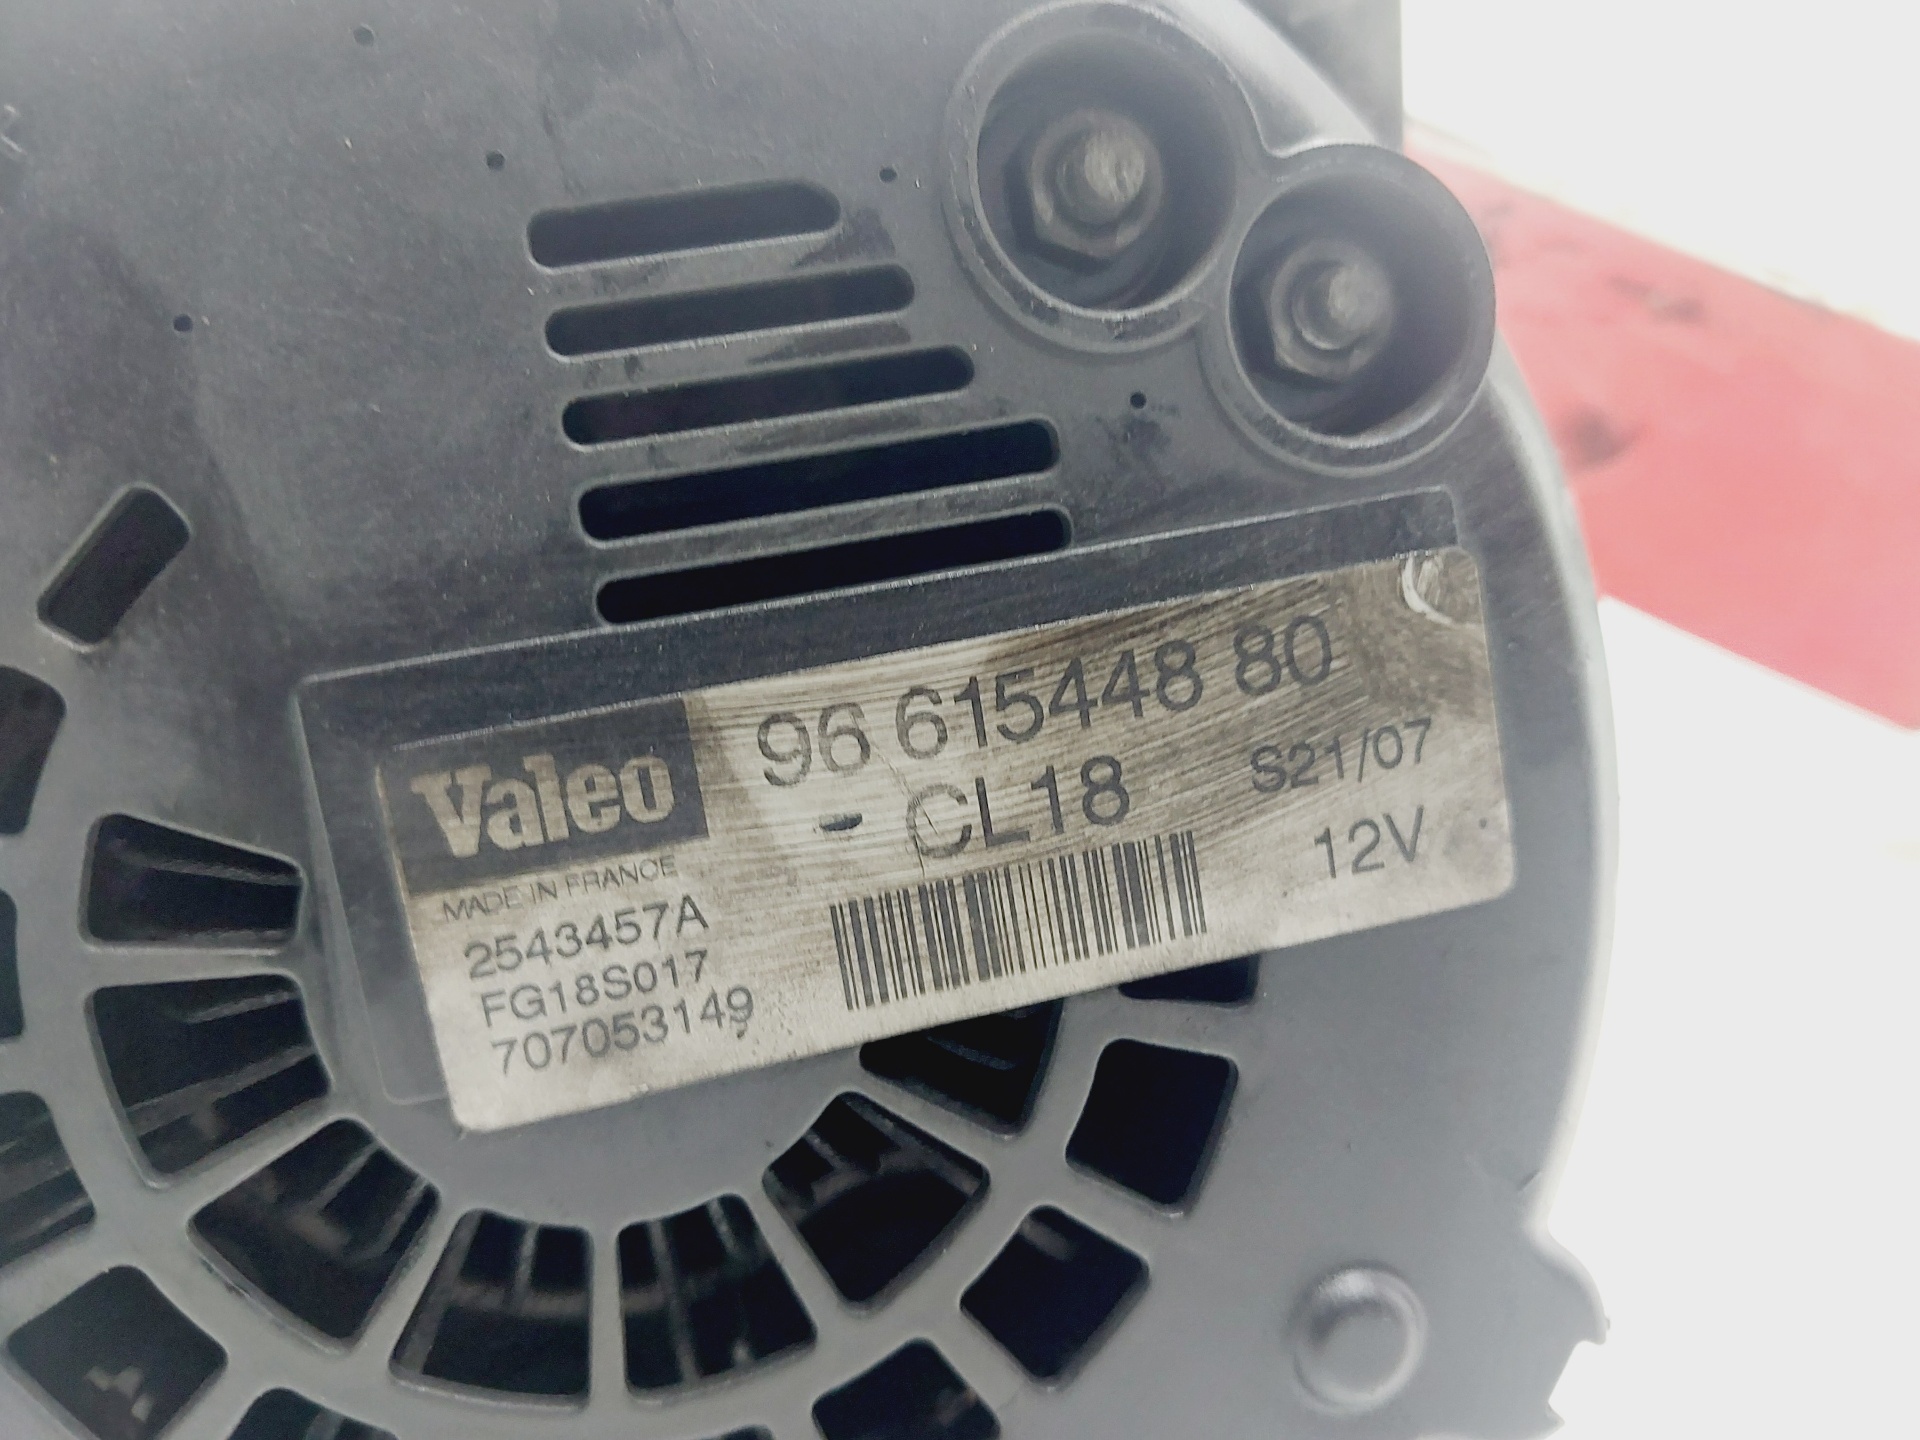 Valeo
96 615448 80
- CL18
S21/07
12V
MADE IN FRANCE
2543457A
FG18S017
707053149